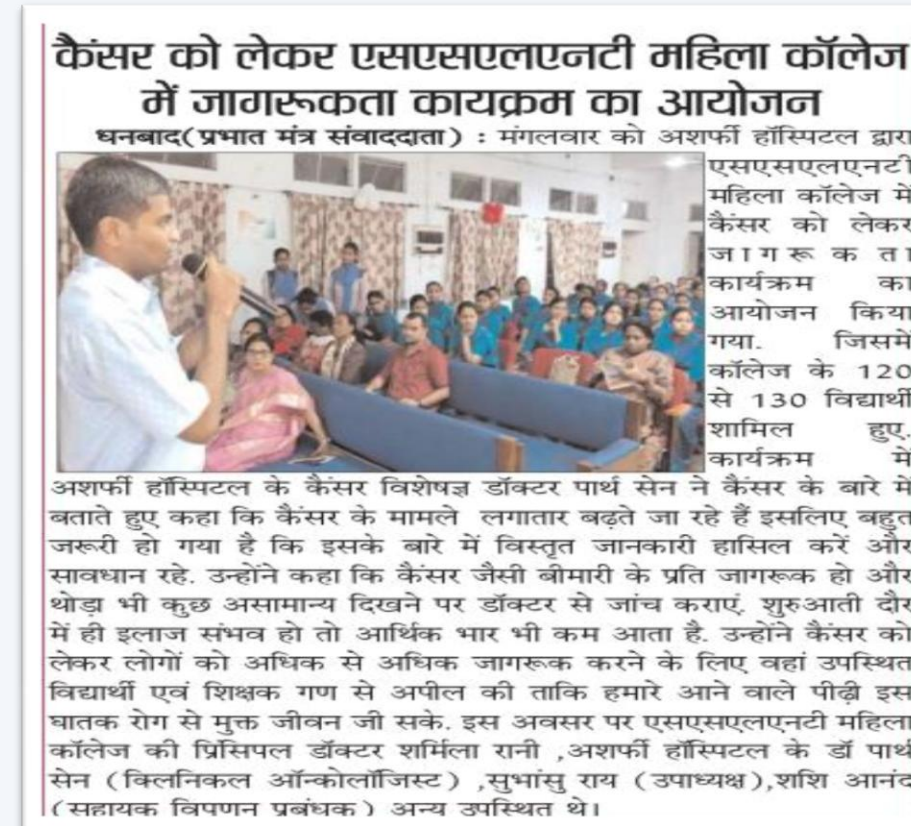 कैंसर को लेकर एसएसएलएनटी महिला कॉलेज
में जागरूकता कायक्रम का आयोजन
धनबाद(प्रभात मंत्र संवाददाता) : मंगलवार को अशर्फी हॉस्पिटल द्वारा
एसएसएलएनटी
महिला कॉलेज में
कैंसर को लेकर
जागरूकता
कार्यक्रम का
आयोजन किया
गया. जिसमें
कॉलेज के 120
से 130 विद्यार्थी
शामिल हुए.
कार्यक्रम में
अशर्फी हॉस्पिटल के कैंसर विशेषज्ञ डॉक्टर पार्थ सेन ने कैंसर के बारे में
बताते हुए कहा कि कैंसर के मामले लगातार बढ़ते जा रहे हैं इसलिए बहुत
जरूरी हो गया है कि इसके बारे में विस्तृत जानकारी हासिल करें और
सावधान रहे. उन्होंने कहा कि कैंसर जैसी बीमारी के प्रति जागरूक हो और
थोड़ा भी कुछ असामान्य दिखने पर डॉक्टर से जांच कराएं. शुरुआती दौर
में ही इलाज संभव हो तो आर्थिक भार भी कम आता है. उन्होंने कैंसर को
लेकर लोगों को अधिक से अधिक जागरूक करने के लिए वहां उपस्थित
विद्यार्थी एवं शिक्षक गण से अपील की ताकि हमारे आने वाले पीढ़ी इस
घातक रोग से मुक्त जीवन जी सके. इस अवसर पर एसएसएलएनटी महिला
कॉलेज की प्रिंसिपल डॉक्टर शर्मिला रानी ,अशर्फी हॉस्पिटल के डॉ पार्थ
सेन (क्लिनिकल ऑन्कोलॉजिस्ट) ,सुभांसु राय (उपाध्यक्ष),शशि आनंद
(सहायक विपणन प्रबंधक) अन्य उपस्थित थे।